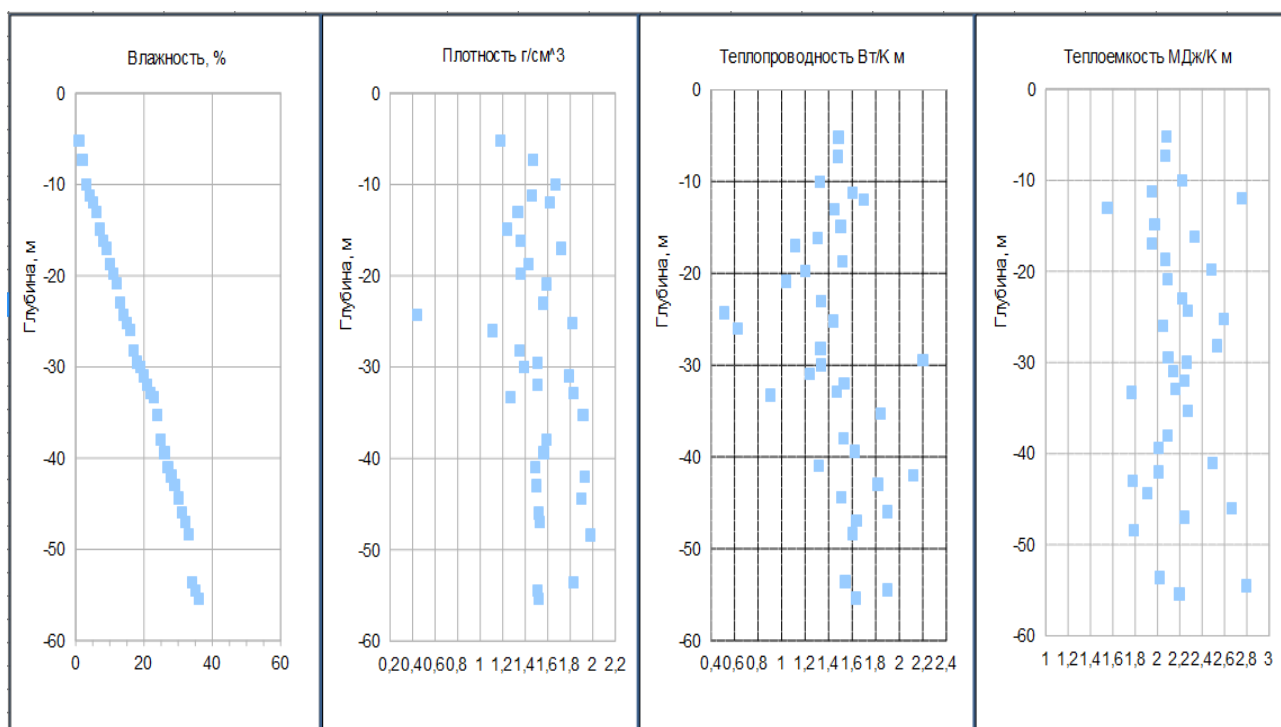 Влажность, %
0
-10
-20
-30
-40
-50
-60
Глубина, м
0 20 40 60
Плотность г/см^3
0
-10
-20
-30
-40
-50
-60
Глубина, м
0,20,40,60,8 1 1,21,41,61,8 2 2,2
Теплопроводность Вт/К м
0
-10
-20
-30
-40
-50
-60
Глубина, м
0,40,60,8 1 1,21,41,61,8 2 2,22,4
Теплоемкость МДж/К м
0
-10
-20
-30
-40
-50
-60
Глубина, м
1 1,21,41,61,8 2 2,22,42,62,8 3